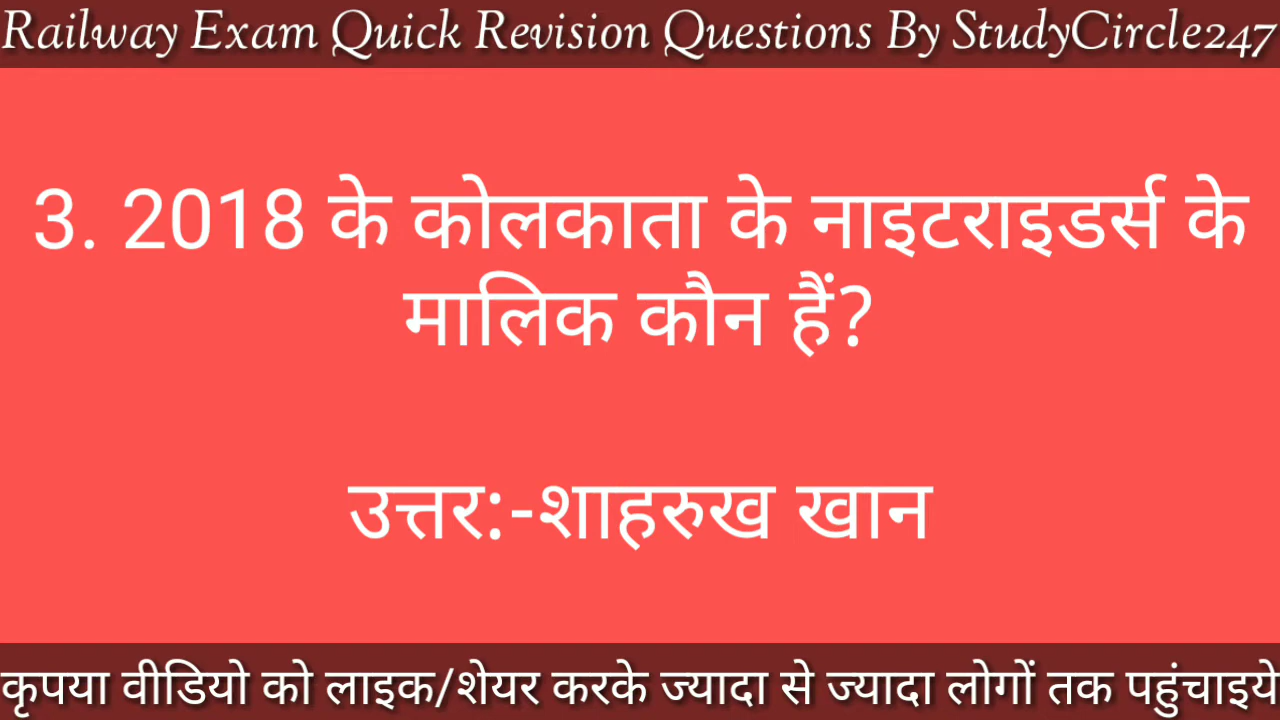 Railway Exam Quick Revision Questions By StudyCircle247
3. 2018 के कोलकाता के नाइटराइडर्स के
मालिक कौन हैं?
उत्तर:-शाहरुख खान
कृपया वीडियो को लाइक/शेयर करके ज्यादा से ज्यादा लोगों तक पहुंचाइये